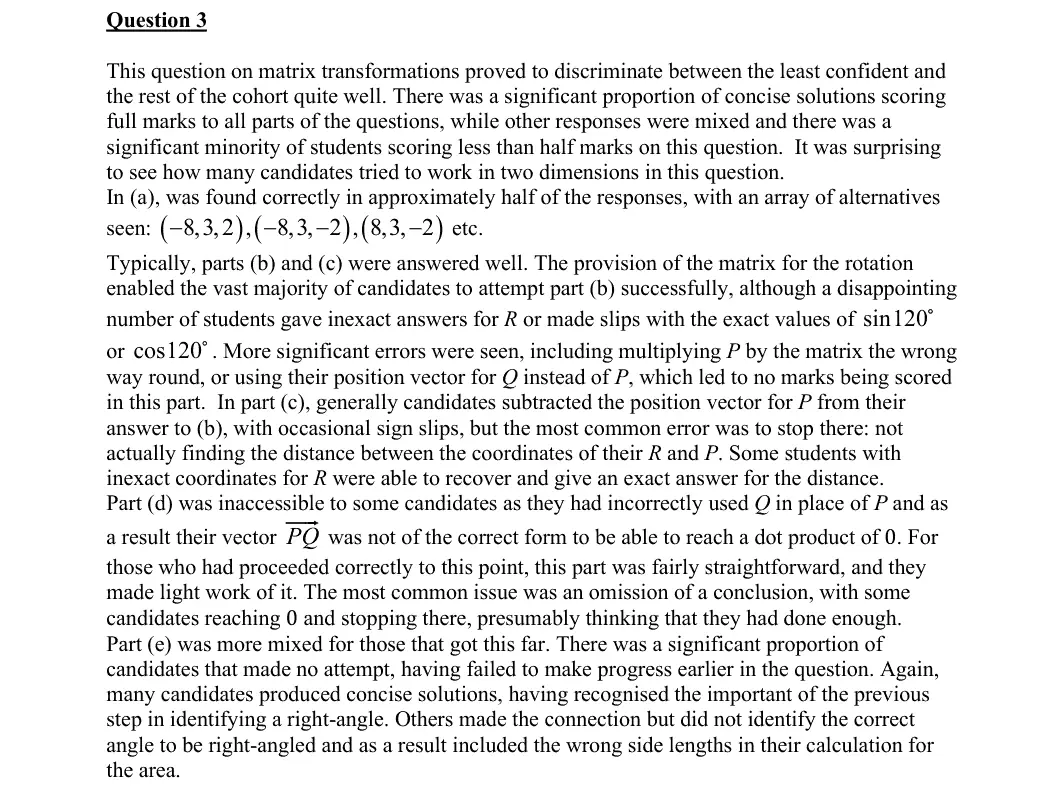 Question 3
This question on matrix transformations proved to discriminate between the least confident and
the rest of the cohort quite well. There was a significant proportion of concise solutions scoring
full marks to all parts of the questions, while other responses were mixed and there was a
significant minority of students scoring less than half marks on this question.  It was surprising
to see how many candidates tried to work in two dimensions in this question.
In (a), was found correctly in approximately half of the responses, with an array of alternatives
seen: (−8,3,2),(−8,3,−2),(8,3,−2) etc.
Typically, parts (b) and (c) were answered well. The provision of the matrix for the rotation
enabled the vast majority of candidates to attempt part (b) successfully, although a disappointing
number of students gave inexact answers for R or made slips with the exact values of sin120°
or cos120°. More significant errors were seen, including multiplying P by the matrix the wrong
way round, or using their position vector for Q instead of P, which led to no marks being scored
in this part.  In part (c), generally candidates subtracted the position vector for P from their
answer to (b), with occasional sign slips, but the most common error was to stop there: not
actually finding the distance between the coordinates of their R and P. Some students with
inexact coordinates for R were able to recover and give an exact answer for the distance.
Part (d) was inaccessible to some candidates as they had incorrectly used Q in place of P and as
a result their vector $\overrightarrow{PQ}$ was not of the correct form to be able to reach a dot product of 0. For
those who had proceeded correctly to this point, this part was fairly straightforward, and they
made light work of it. The most common issue was an omission of a conclusion, with some
candidates reaching 0 and stopping there, presumably thinking that they had done enough.
Part (e) was more mixed for those that got this far. There was a significant proportion of
candidates that made no attempt, having failed to make progress earlier in the question. Again,
many candidates produced concise solutions, having recognised the important of the previous
step in identifying a right-angle. Others made the connection but did not identify the correct
angle to be right-angled and as a result included the wrong side lengths in their calculation for
the area.